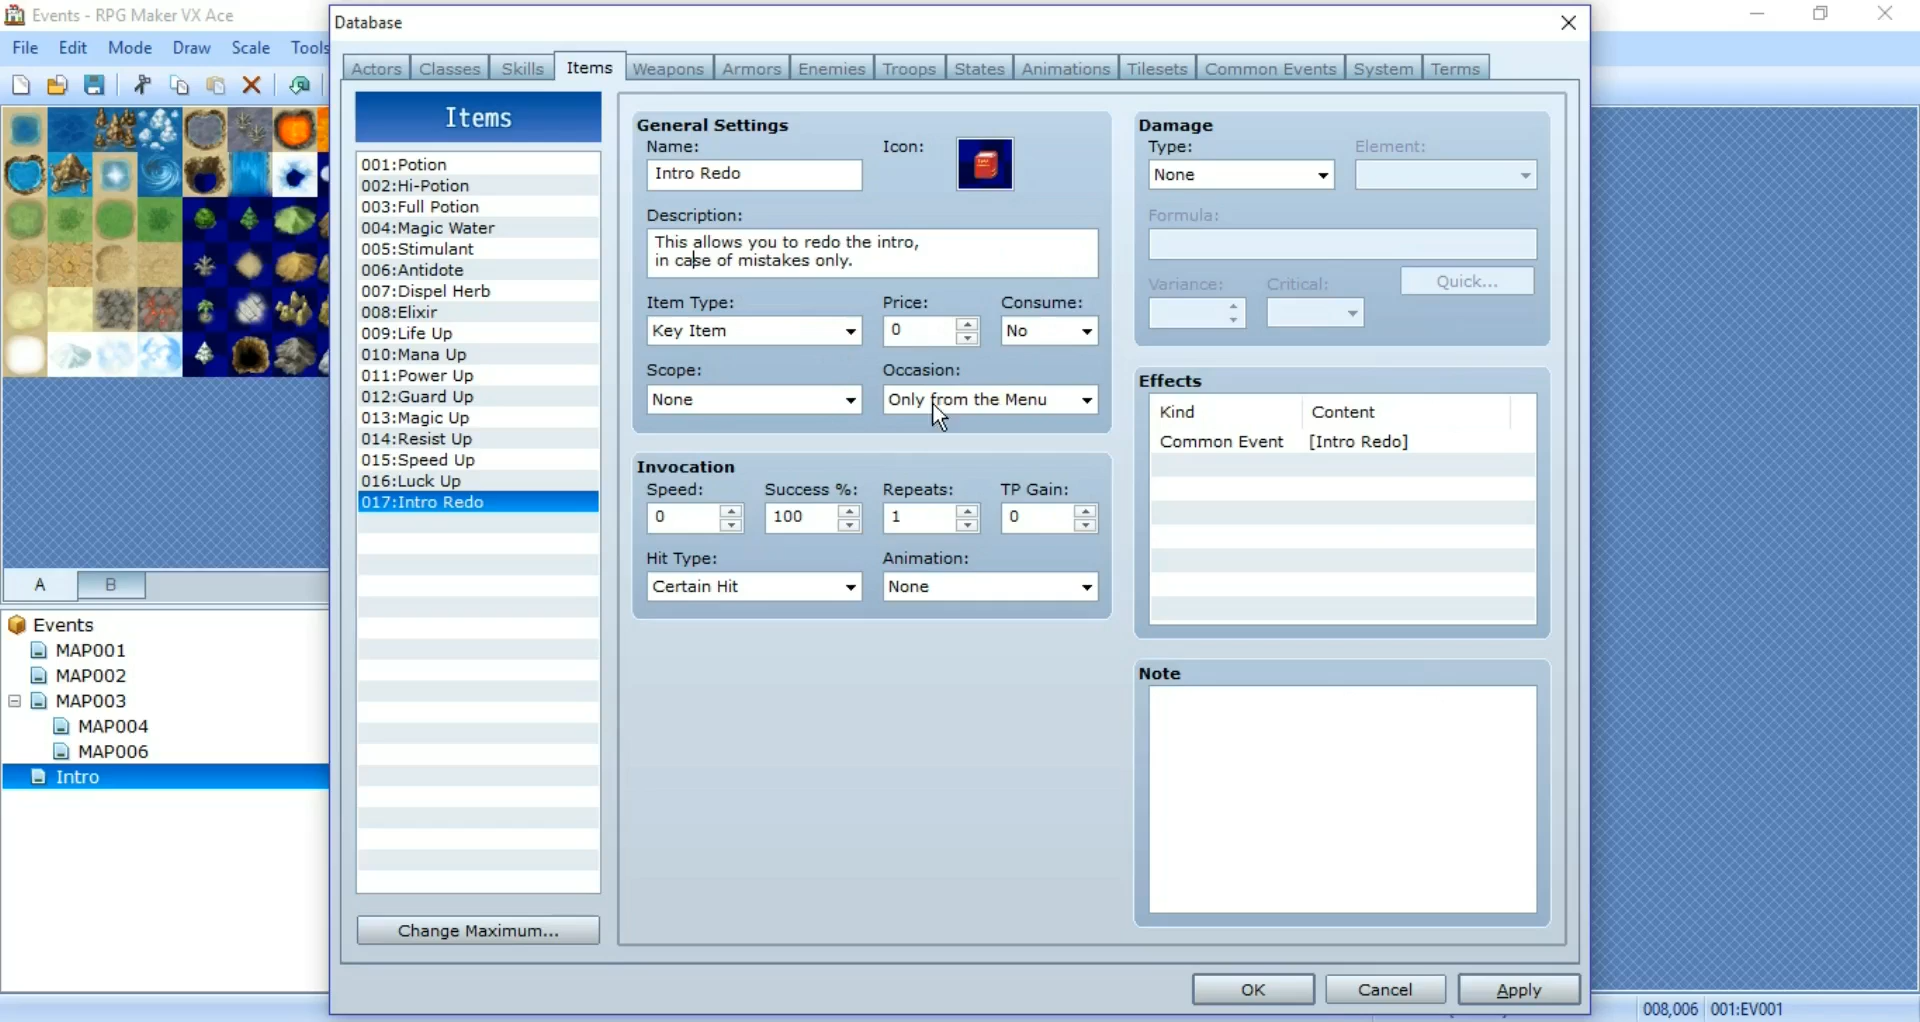 Events - RPG Maker VX Ace
File Edit Mode Draw Scale Tools
A B
Events
MAP001
MAP002
MAP003
MAP004
MAP006
Intro
Database
Actors Classes Skills Items Weapons Armors Enemies Troops States Animations Tilesets Common Events System Terms
Items
001:Potion
002:Hi-Potion
003:Full Potion
004:Magic Water
005:Stimulant
006:Antidote
007:Dispel Herb
008:Elixir
009:Life Up
010:Mana Up
011:Power Up
012:Guard Up
013:Magic Up
014:Resist Up
015:Speed Up
016:Luck Up
017:Intro Redo
Change Maximum...
General Settings
Name: Icon:
Intro Redo
Description:
This allows you to redo the intro,
in case of mistakes only.
Item Type: Price: Consume:
Key Item 0 No
Scope: Occasion:
None Only from the Menu
Invocation
Speed: Success %: Repeats: TP Gain:
0 100 1 0
Hit Type: Animation:
Certain Hit None
Damage
Type: Element:
None
Formula:
Variance: Critical:
Quick...
Effects
Kind Content
Common Event [Intro Redo]
Note
OK Cancel Apply
008,006 001:EV001